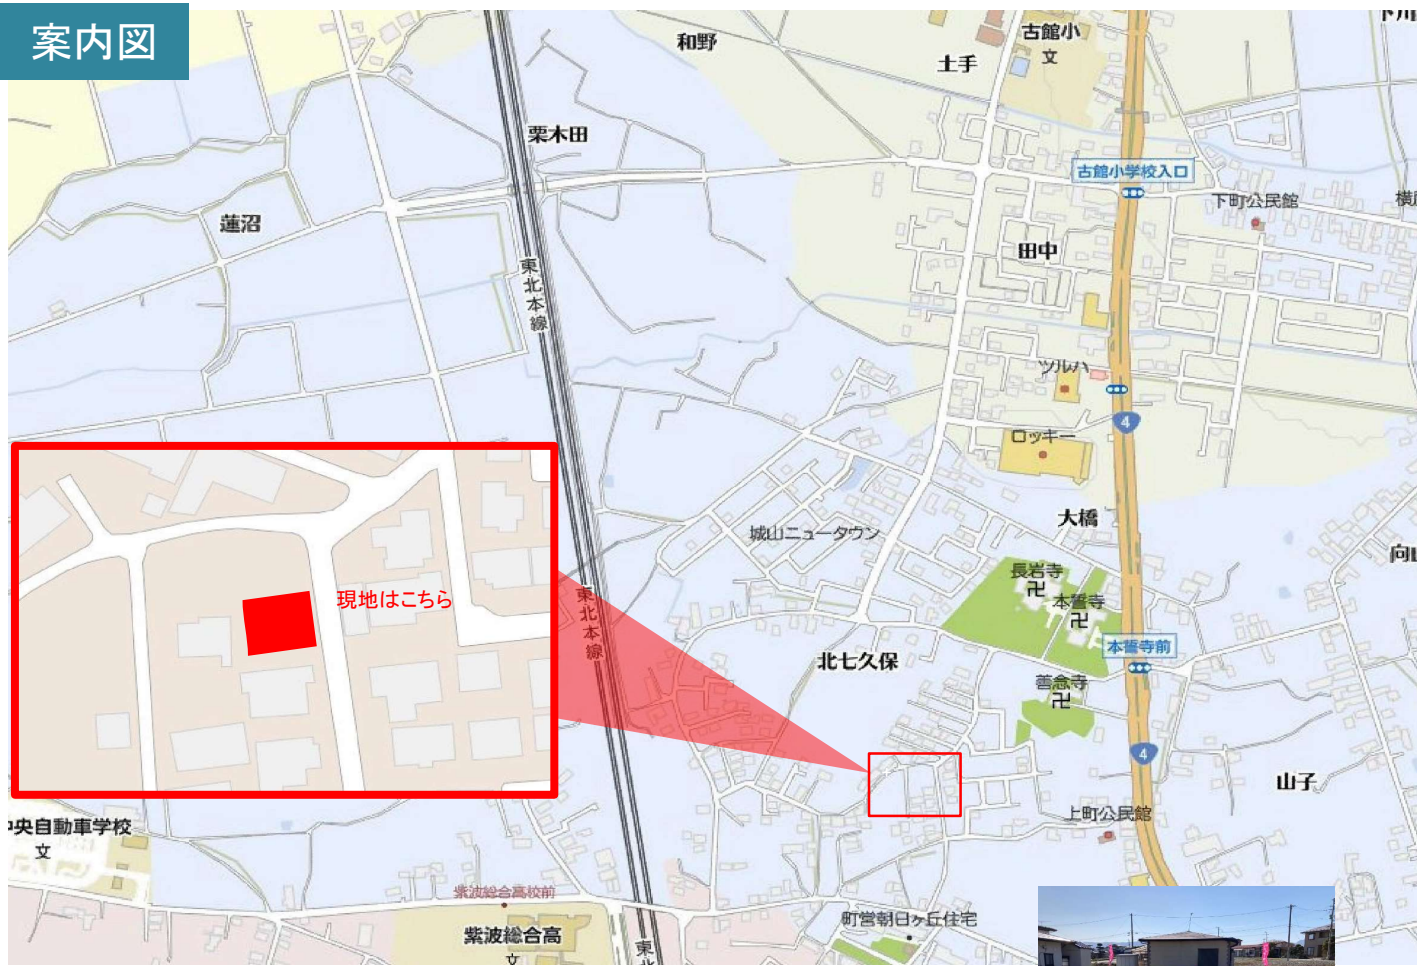 案内図
和野
古館小
文
土手
栗木田
古館小学校入口
下町公民館
蓮沼
田中
東北本線
ツルハ
4
ロッキー
大橋
城山ニュータウン
長岩寺
卍
本誓寺
卍
現地はこちら
東北本線
北七久保
本誓寺前
善念寺
卍
4
山子
上町公民館
中央自動車学校
文
紫波総合高校前
紫波総合高
文
町営朝日ヶ丘住宅
東北